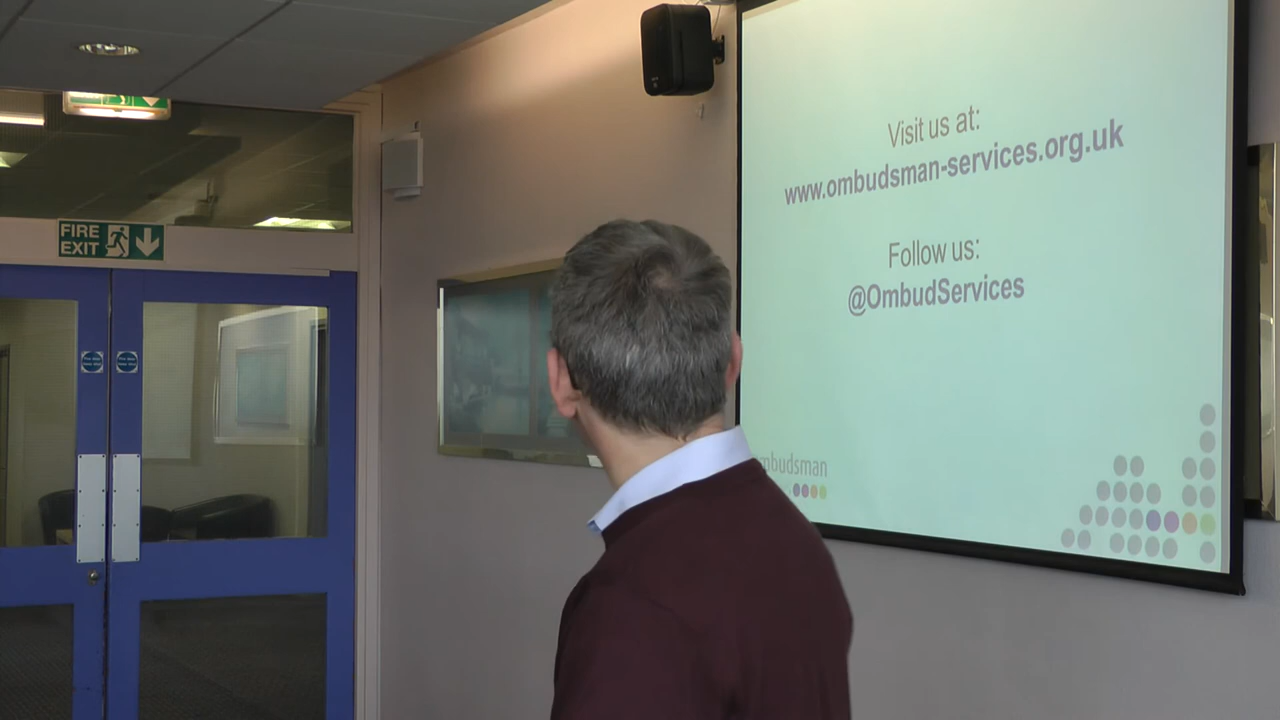 FIRE
EXIT
Visit us at:
www.ombudsman-services.org.uk
Follow us:
@OmbudServices
mbudsman